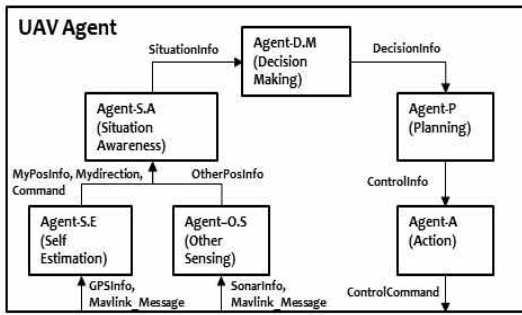 UAV Agent
SituationInfo
Agent-D.M
(Decision
Making)
DecisionInfo
Agent-S.A
(Situation
Awareness)
Agent-P
(Planning)
MyPosInfo, Mydirection,
Command
OtherPosInfo
ControlInfo
Agent-S.E
(Self
Estimation)
Agent–O.S
(Other
Sensing)
Agent-A
(Action)
GPSInfo,
Mavlink_Message
SonarInfo,
Mavlink_Message
ControlCommand